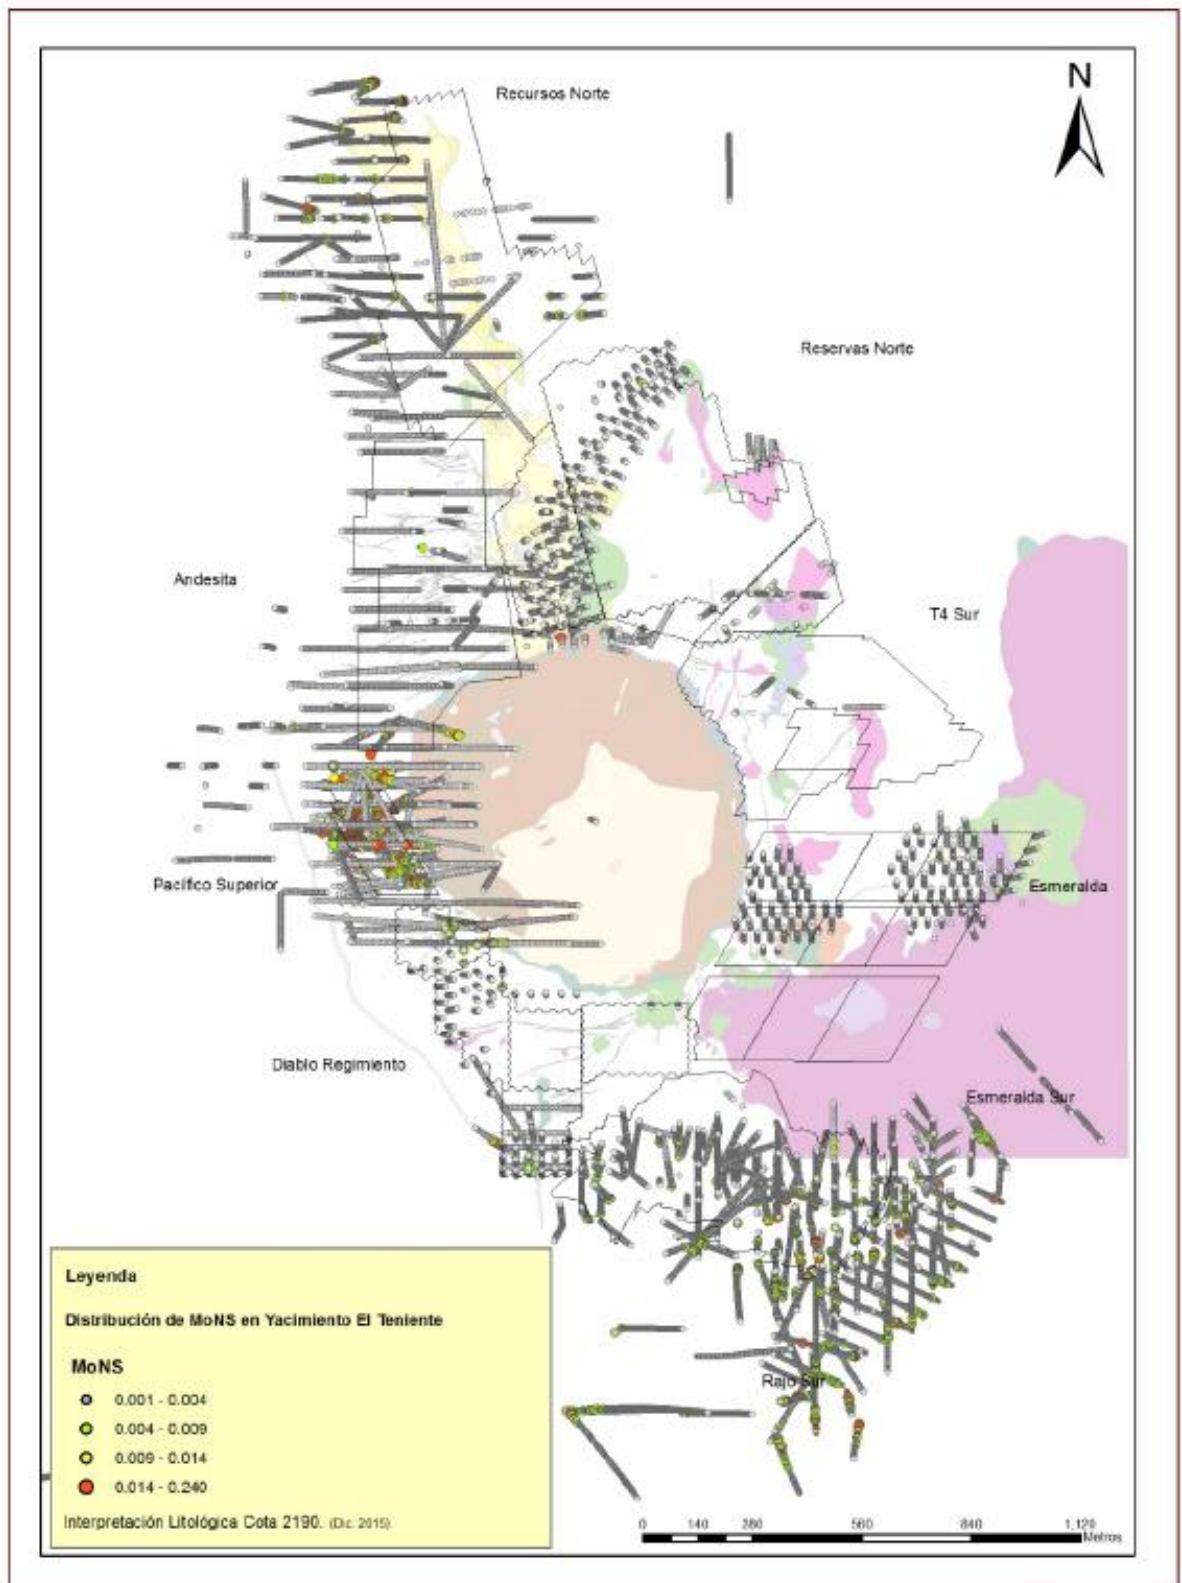 N
Recursos Norte
Reservas Norte
Andesita
T4 Sur
Pacífico Superior
Esmeralda
Diablo Regimiento
Esmeralda Sur
Rajo Sur
Leyenda
Distribución de MoNS en Yacimiento El Teniente
MoNS
0.001 - 0.004
0.004 - 0.009
0.009 - 0.014
0.014 - 0.240
Interpretación Litológica Cota 2190. (Dic. 2015)
0 140 280 560 840 1,120
Metros